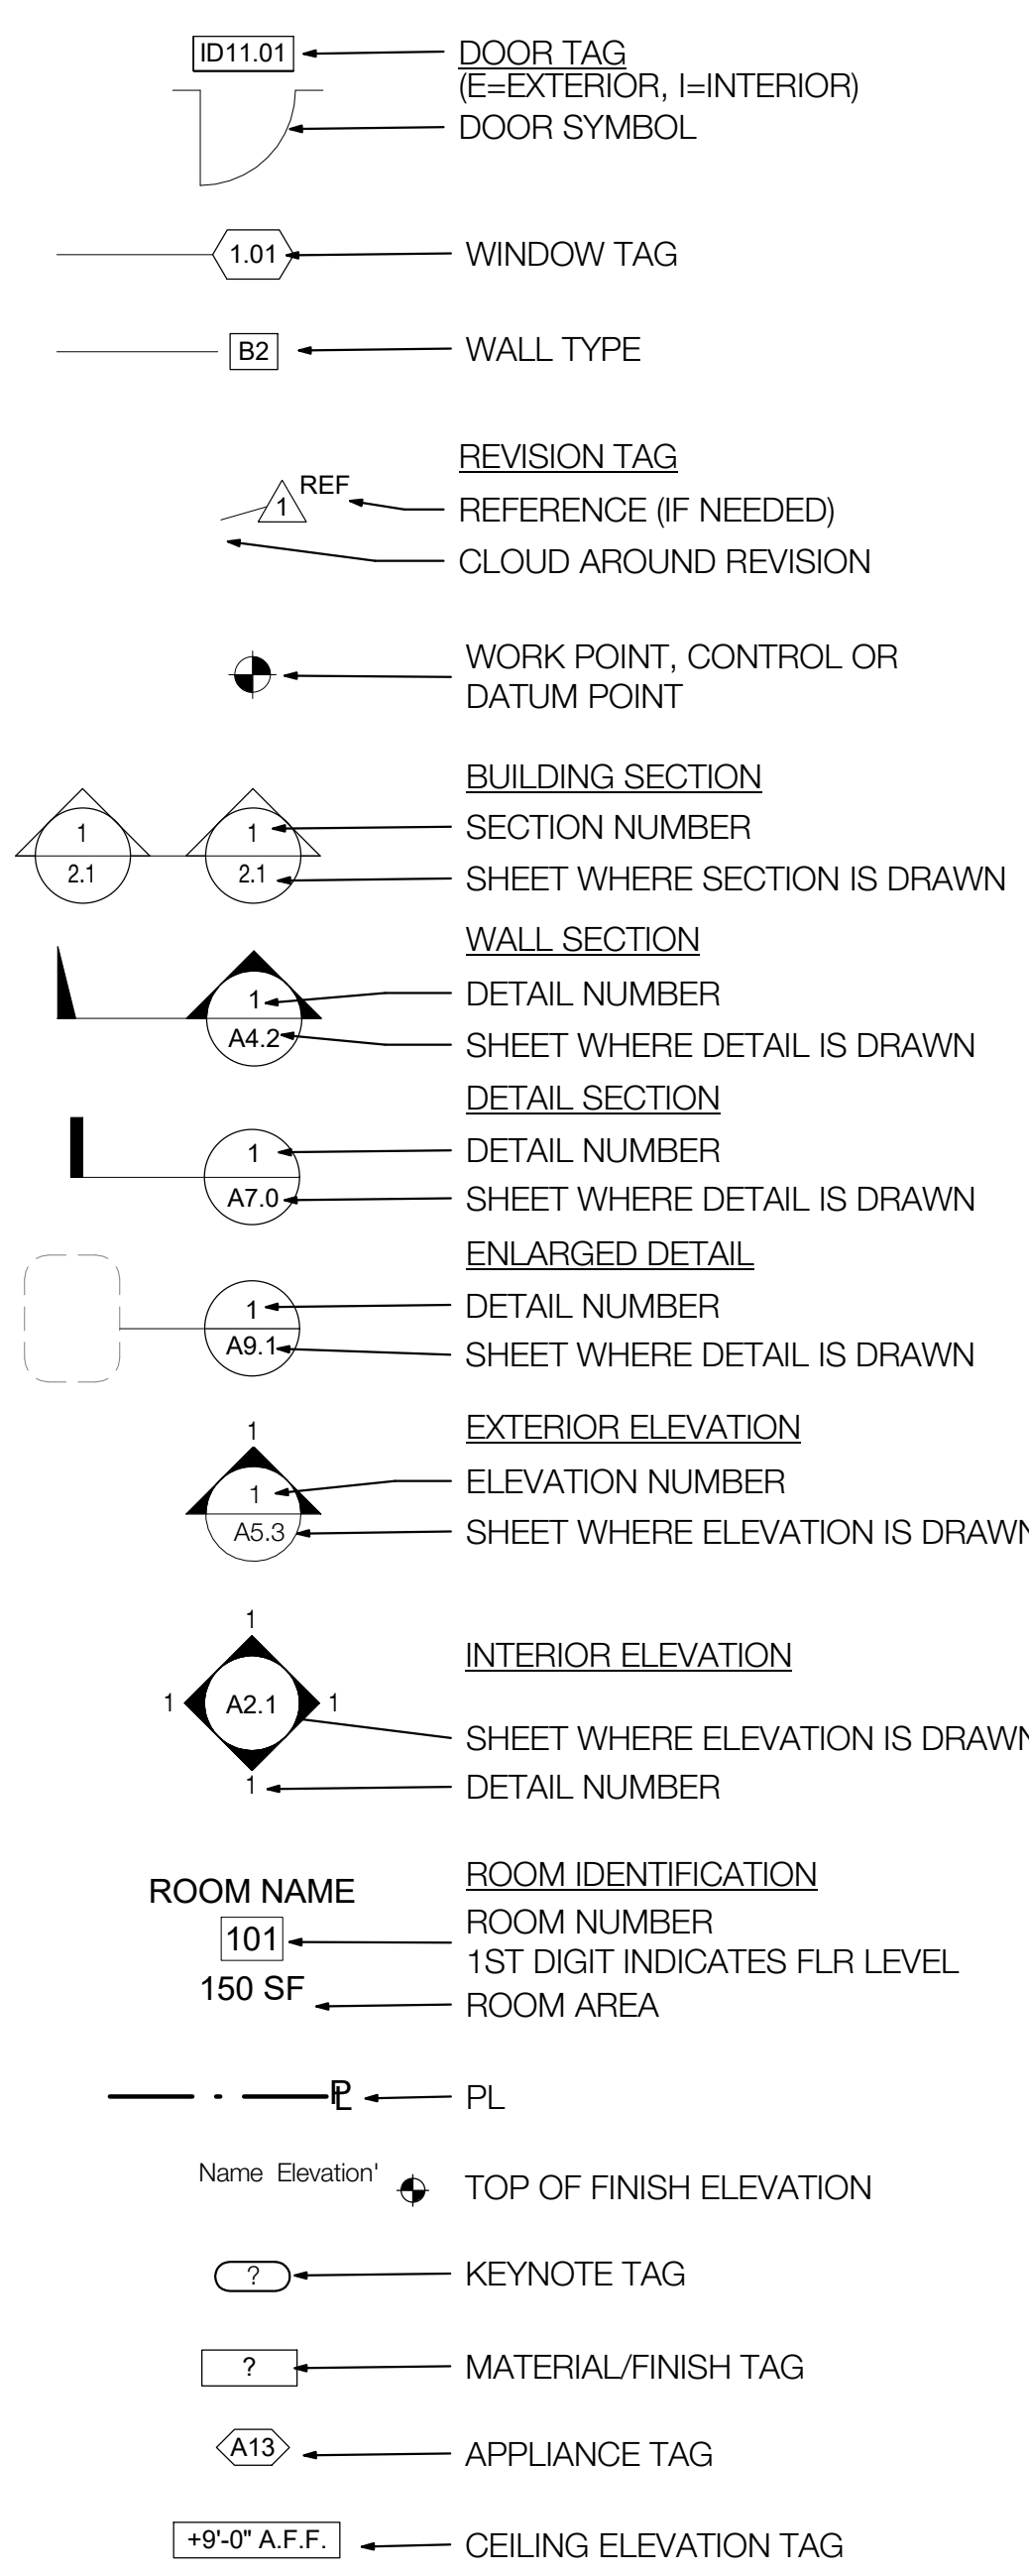 ID11.01
DOOR TAG
(E=EXTERIOR, I=INTERIOR)
DOOR SYMBOL
1.01
WINDOW TAG
B2
WALL TYPE
REVISION TAG
1
REF
REFERENCE (IF NEEDED)
CLOUD AROUND REVISION
WORK POINT, CONTROL OR
DATUM POINT
BUILDING SECTION
1
1
SECTION NUMBER
2.1
2.1
SHEET WHERE SECTION IS DRAWN
WALL SECTION
1
DETAIL NUMBER
A4.2
SHEET WHERE DETAIL IS DRAWN
DETAIL SECTION
1
DETAIL NUMBER
A7.0
SHEET WHERE DETAIL IS DRAWN
ENLARGED DETAIL
1
DETAIL NUMBER
A9.1
SHEET WHERE DETAIL IS DRAWN
1
EXTERIOR ELEVATION
1
ELEVATION NUMBER
A5.3
SHEET WHERE ELEVATION IS DRAWN
1
INTERIOR ELEVATION
1
A2.1
1
SHEET WHERE ELEVATION IS DRAWN
1
DETAIL NUMBER
ROOM NAME
ROOM IDENTIFICATION
101
ROOM NUMBER
1ST DIGIT INDICATES FLR LEVEL
150 SF
ROOM AREA
PL
PL
Name Elevation'
TOP OF FINISH ELEVATION
?
KEYNOTE TAG
?
MATERIAL/FINISH TAG
A13
APPLIANCE TAG
+9'-0" A.F.F.
CEILING ELEVATION TAG